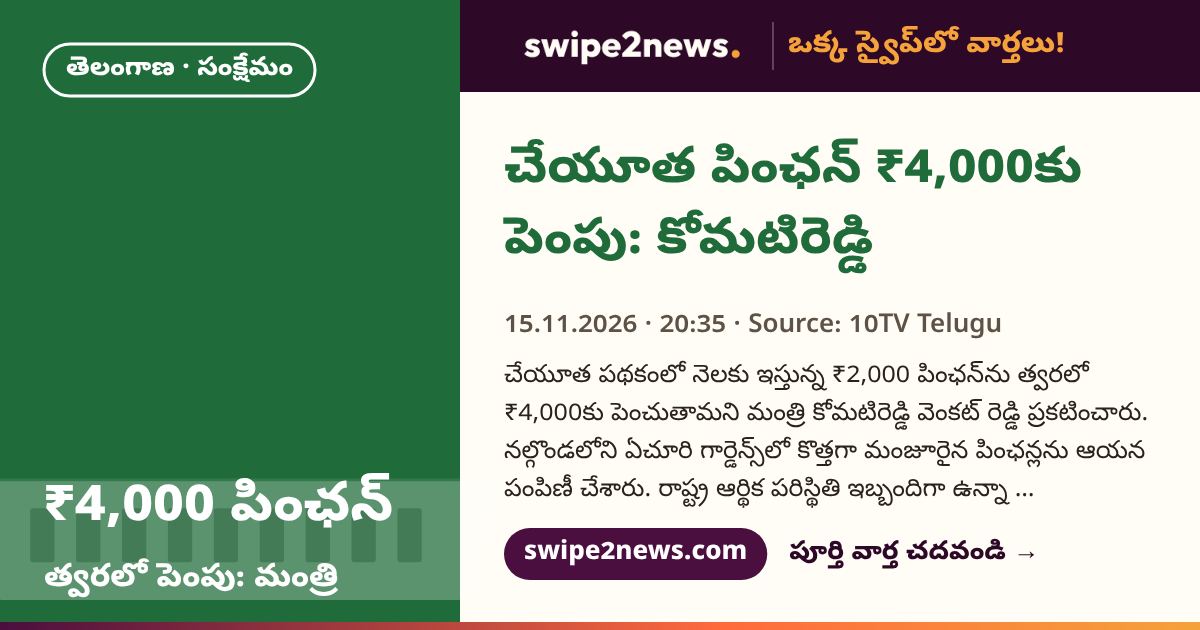 తెలంగాణ · సంక్షేమం
₹4,000 పింఛన్
త్వరలో పెంపు: మంత్రి
swipe2news.
ఒక్క స్వైప్‌లో వార్తలు!
చేయూత పింఛన్ ₹4,000కు
పెంపు: కోమటిరెడ్డి
15.11.2026 · 20:35 · Source: 10TV Telugu
చేయూత పథకంలో నెలకు ఇస్తున్న ₹2,000 పింఛన్‌ను త్వరలో
₹4,000కు పెంచుతామని మంత్రి కోమటిరెడ్డి వెంకట్ రెడ్డి ప్రకటించారు.
నల్గొండలోని ఏచూరి గార్డెన్స్‌లో కొత్తగా మంజూరైన పింఛన్లను ఆయన
పంపిణీ చేశారు. రాష్ట్ర ఆర్థిక పరిస్థితి ఇబ్బందిగా ఉన్నా ...
swipe2news.com
పూర్తి వార్త చదవండి →